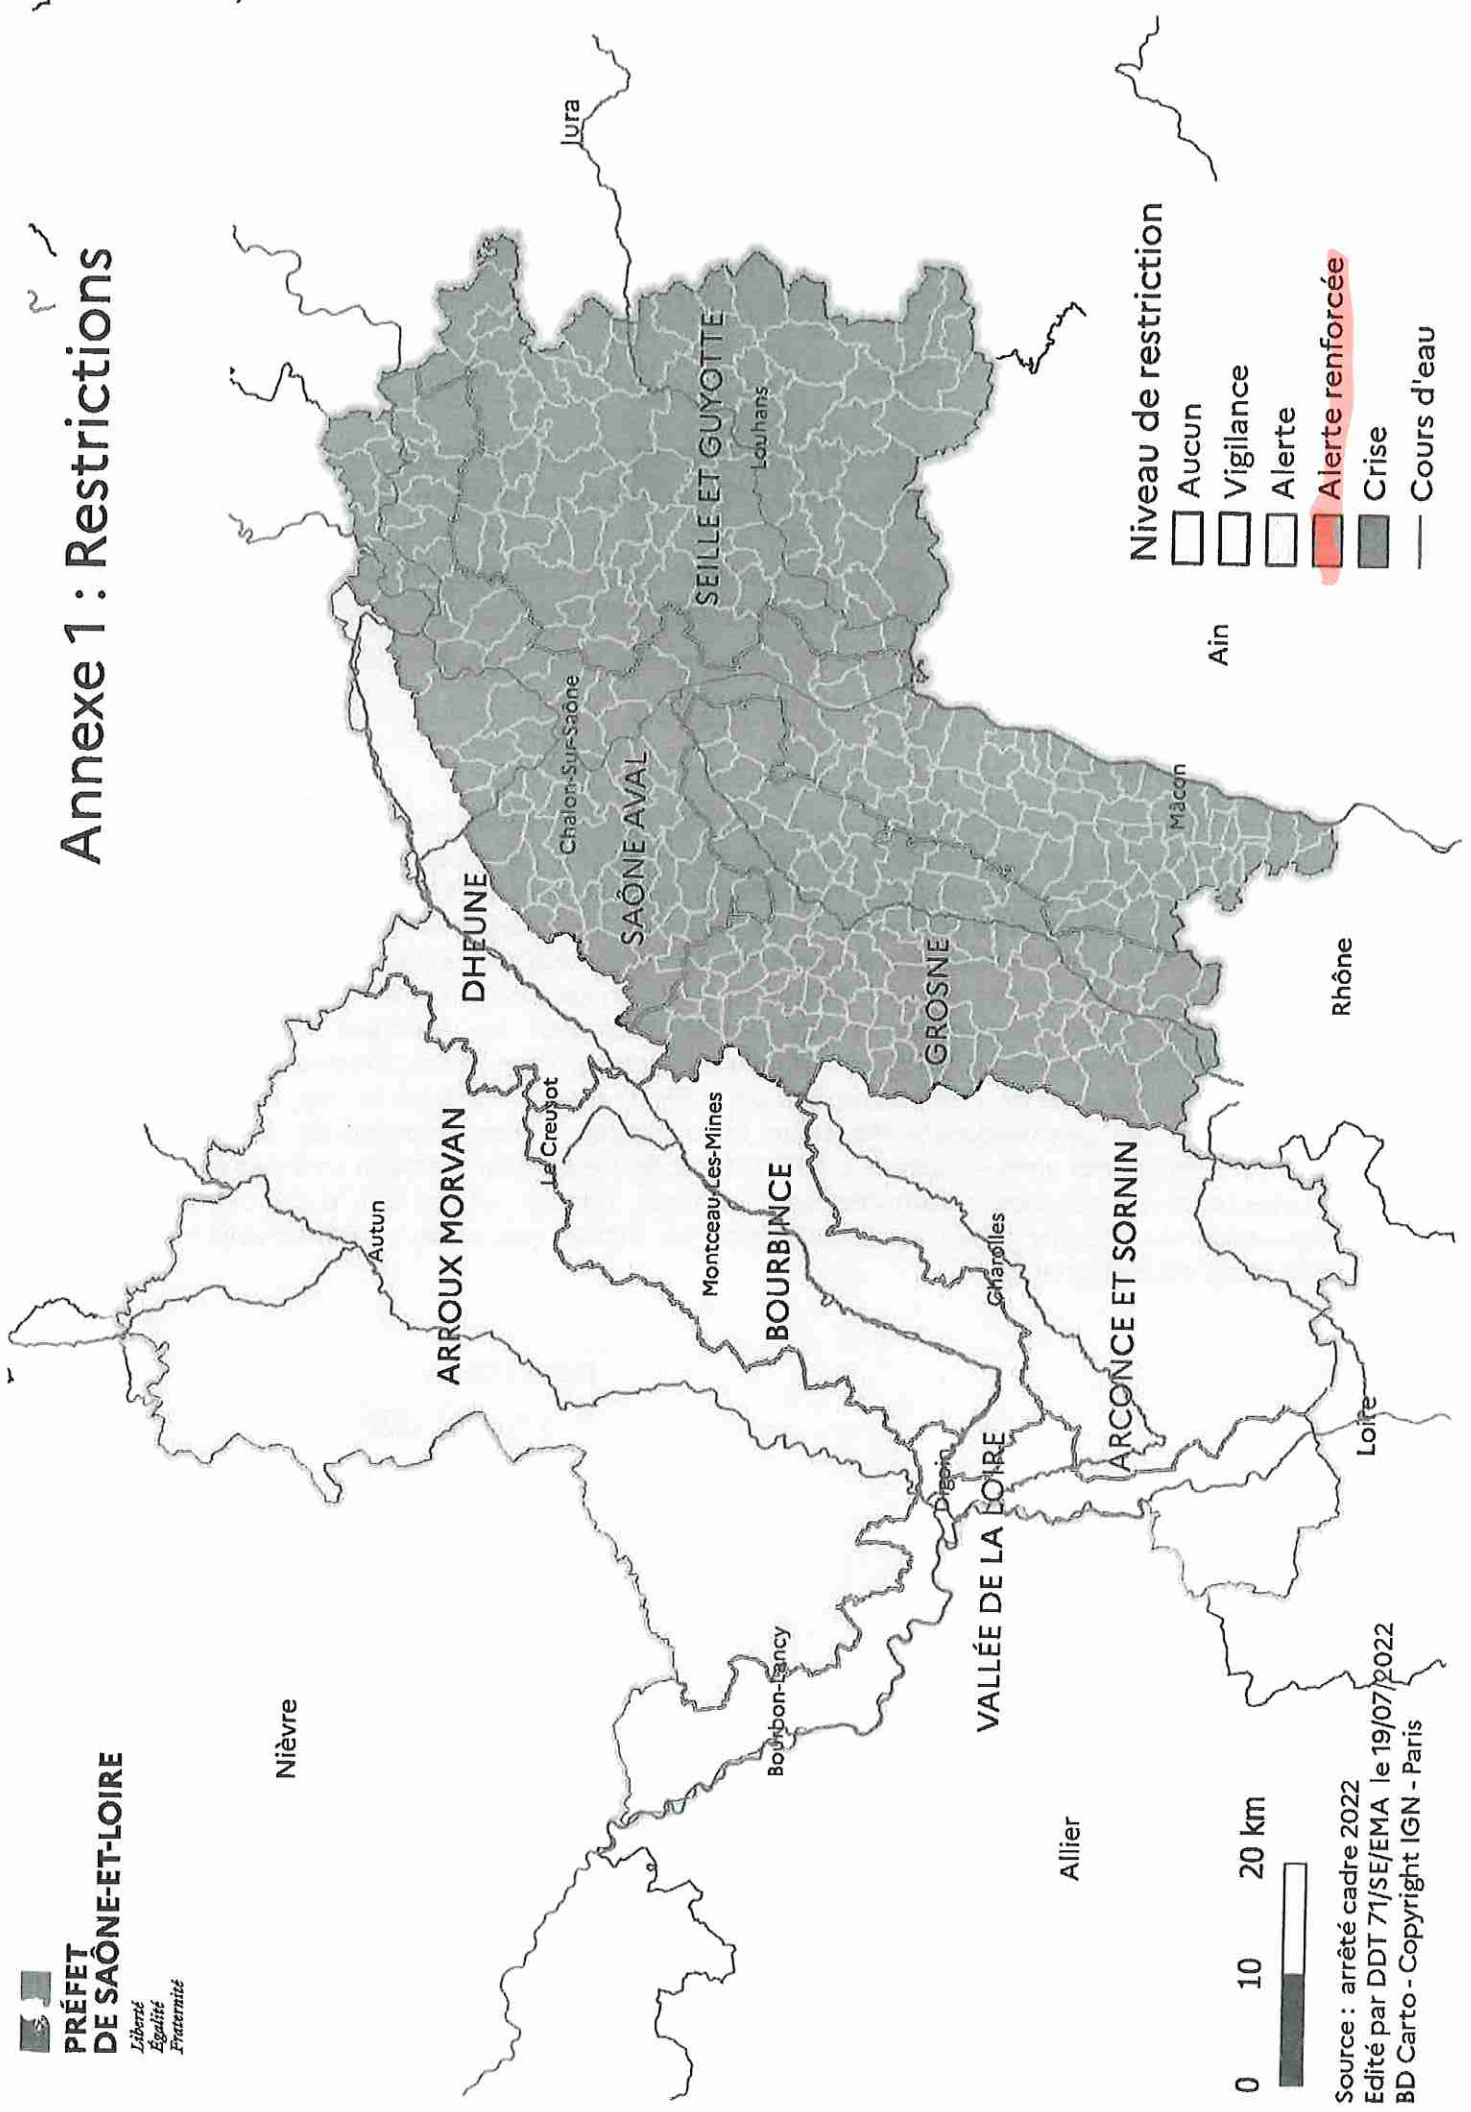 PRÉFET
DE SAÔNE-ET-LOIRE
Liberté
Égalité
Fraternité
Annexe 1 : Restrictions
Nièvre
Jura
Autun
ARROUX MORVAN
DHEUNE
Le Creusot
Chalon-Sur-Saône
SAÔNE AVAL
SEILLE ET GUYOTTE
Louhans
Montceau-Les-Mines
BOURBINCE
Bourbon-Lancy
GROSNE
Digoin
VALLÉE DE LA LOIRE
Charolles
ARCONCE ET SORNIN
Mâcon
Allier
Ain
Rhône
Loire
Niveau de restriction
Aucun
Vigilance
Alerte
Alerte renforcée
Crise
Cours d'eau
0 10 20 km
Source : arrêté cadre 2022
Edité par DDT 71/SE/EMA le 19/07/2022
BD Carto - Copyright IGN - Paris